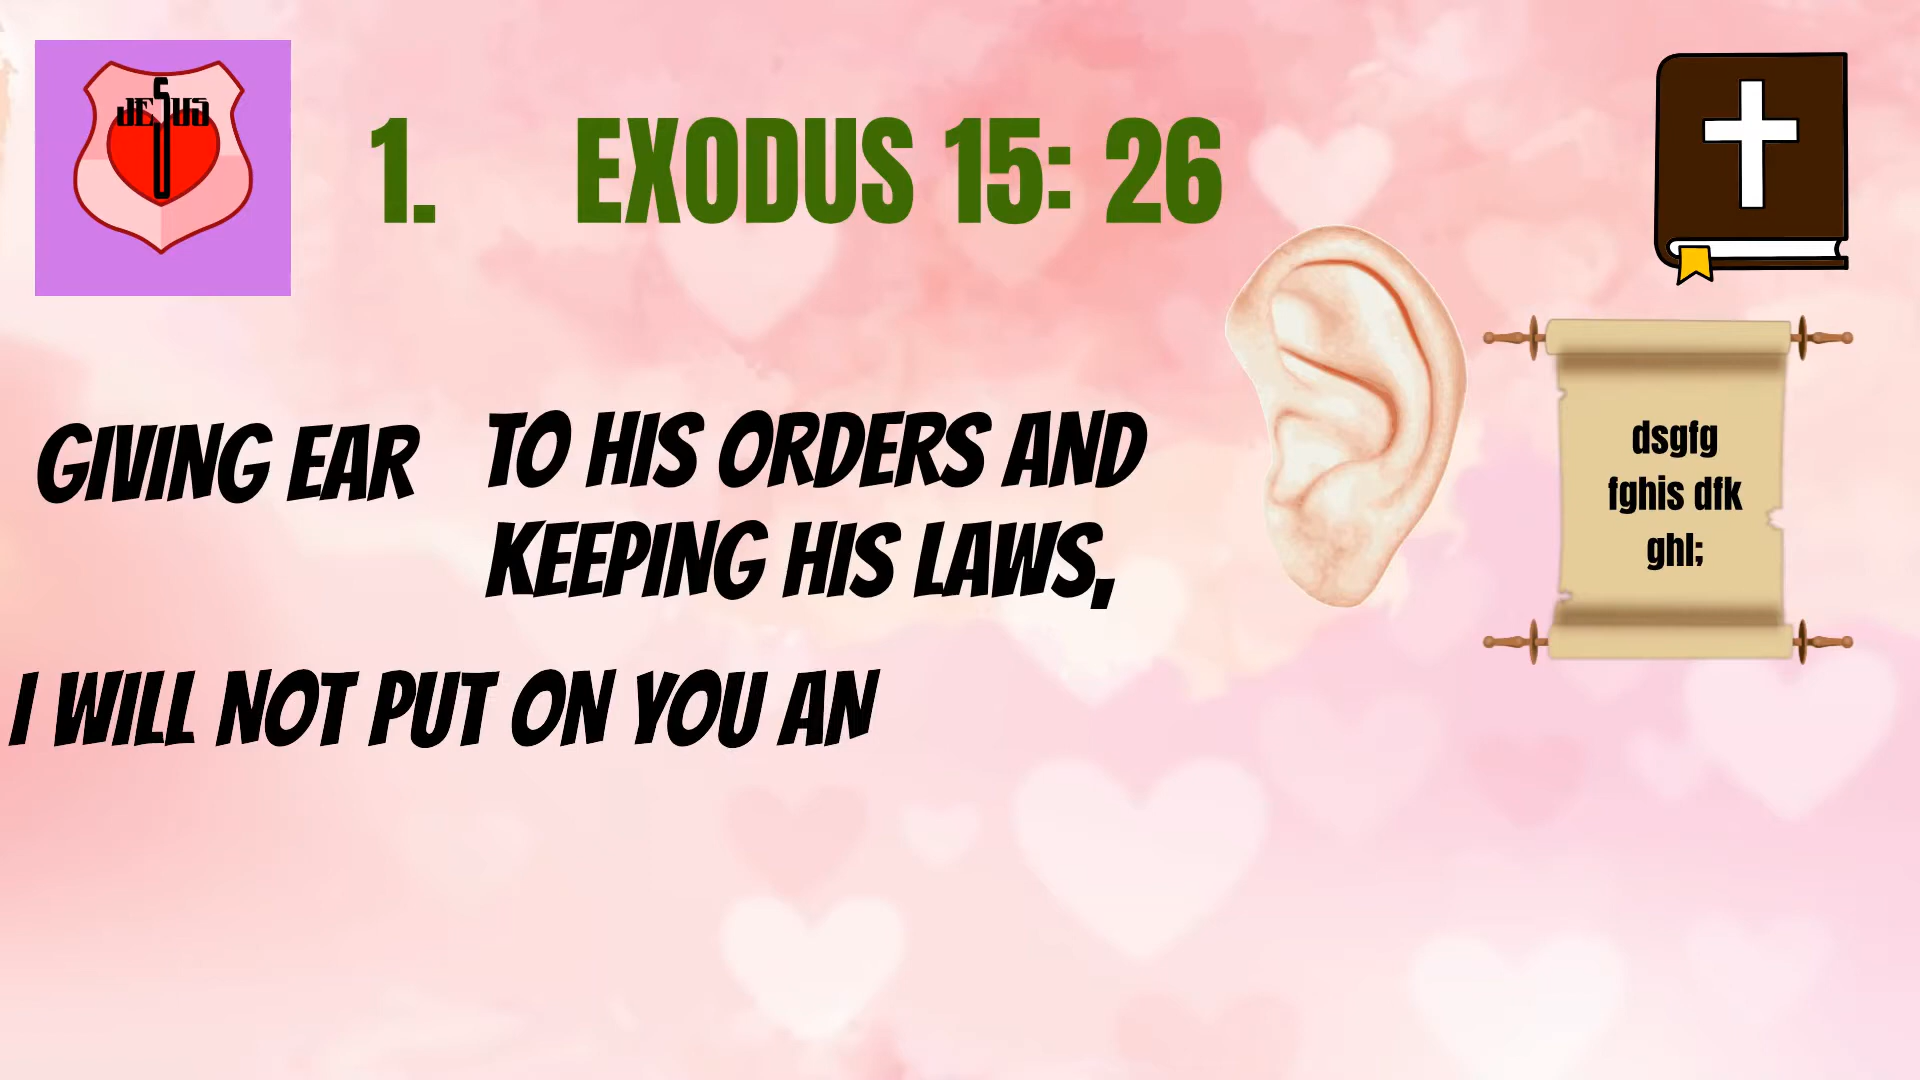 JESUS
1. EXODUS 15: 26
GIVING EAR TO HIS ORDERS AND
KEEPING HIS LAWS,
I WILL NOT PUT ON YOU AN
dsgfg
fghis dfk
ghl;